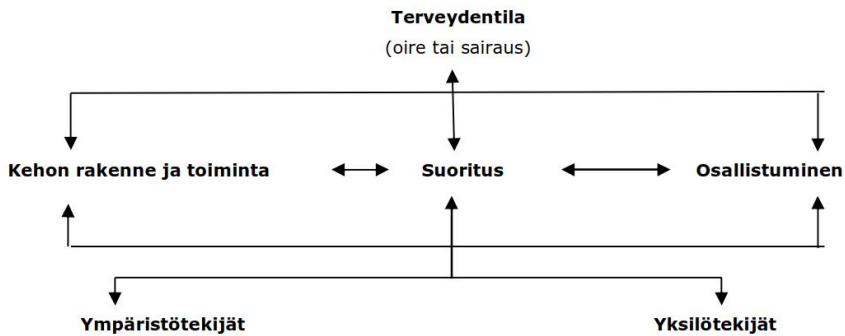 Terveydentila
(oire tai sairaus)
Kehon rakenne ja toiminta Suoritus Osallistuminen
Ympäristötekijät Yksilötekijät